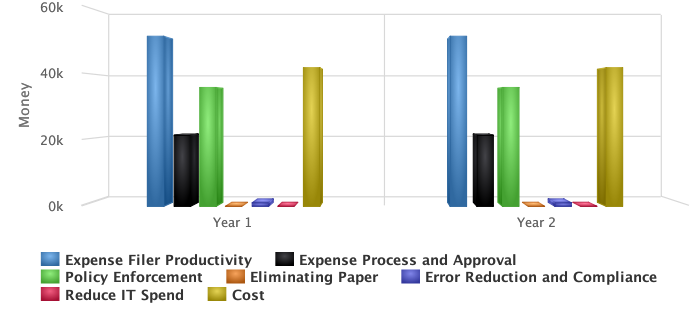 60k
40k
20k
0k
Money
Year 1
Year 2
Expense Filer Productivity
Expense Process and Approval
Policy Enforcement
Eliminating Paper
Error Reduction and Compliance
Reduce IT Spend
Cost